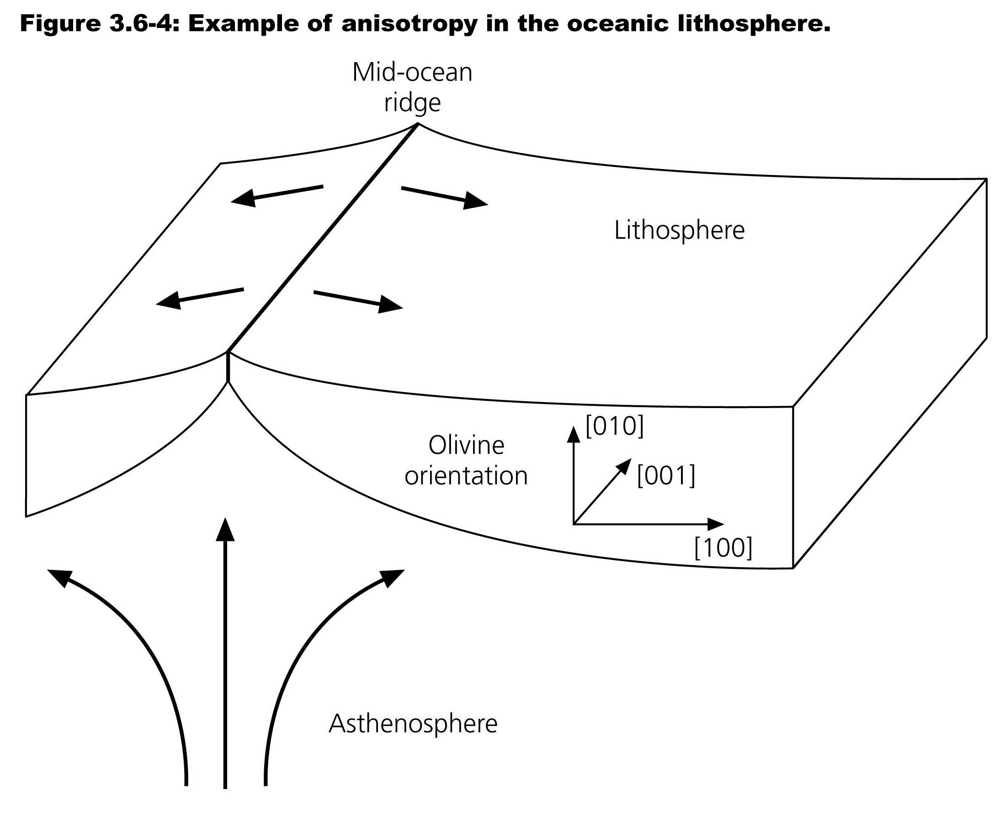 Figure 3.6-4: Example of anisotropy in the oceanic lithosphere.
Mid-ocean
ridge
Lithosphere
[010]
Olivine
orientation
[001]
[100]
Asthenosphere